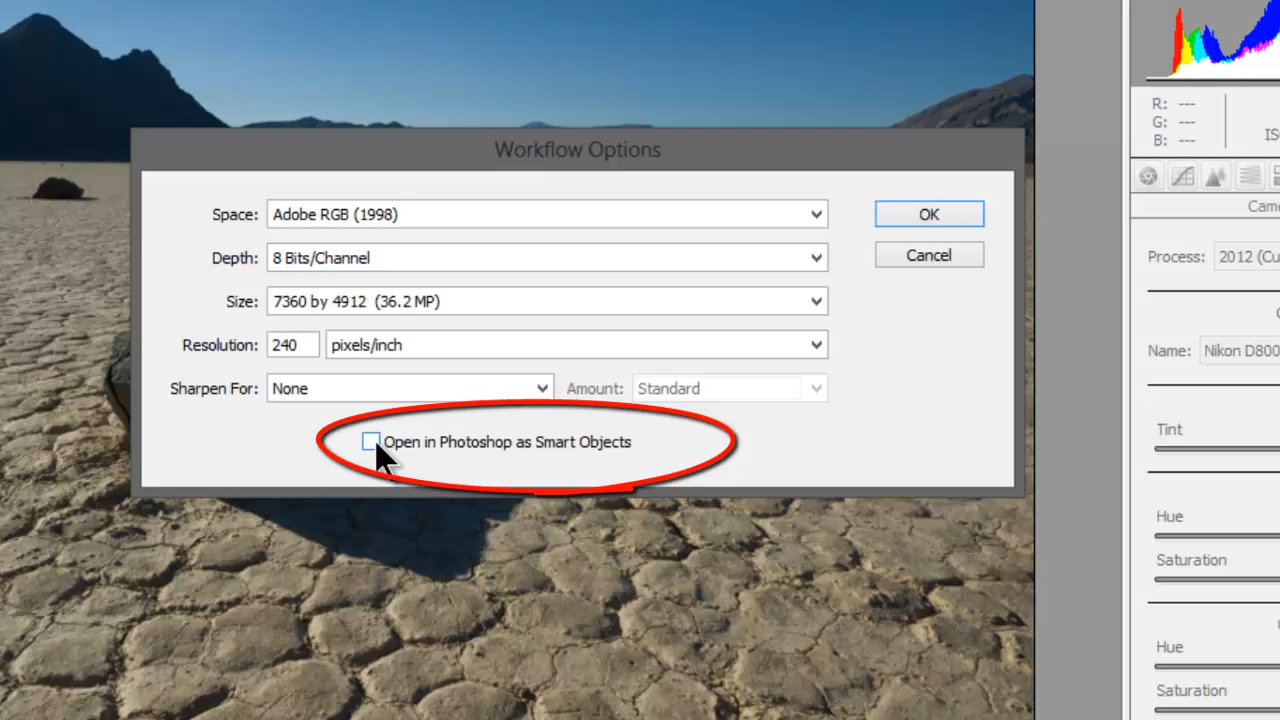 Workflow Options
Space: Adobe RGB (1998)
OK
Depth: 8 Bits/Channel
Cancel
Size: 7360 by 4912 (36.2 MP)
Resolution: 240 pixels/inch
Sharpen For: None Amount: Standard
Open in Photoshop as Smart Objects
R: ---
G: ---
B: ---
Process: 2012
Name: Nikon D800
Tint
Hue
Saturation
Hue
Saturation